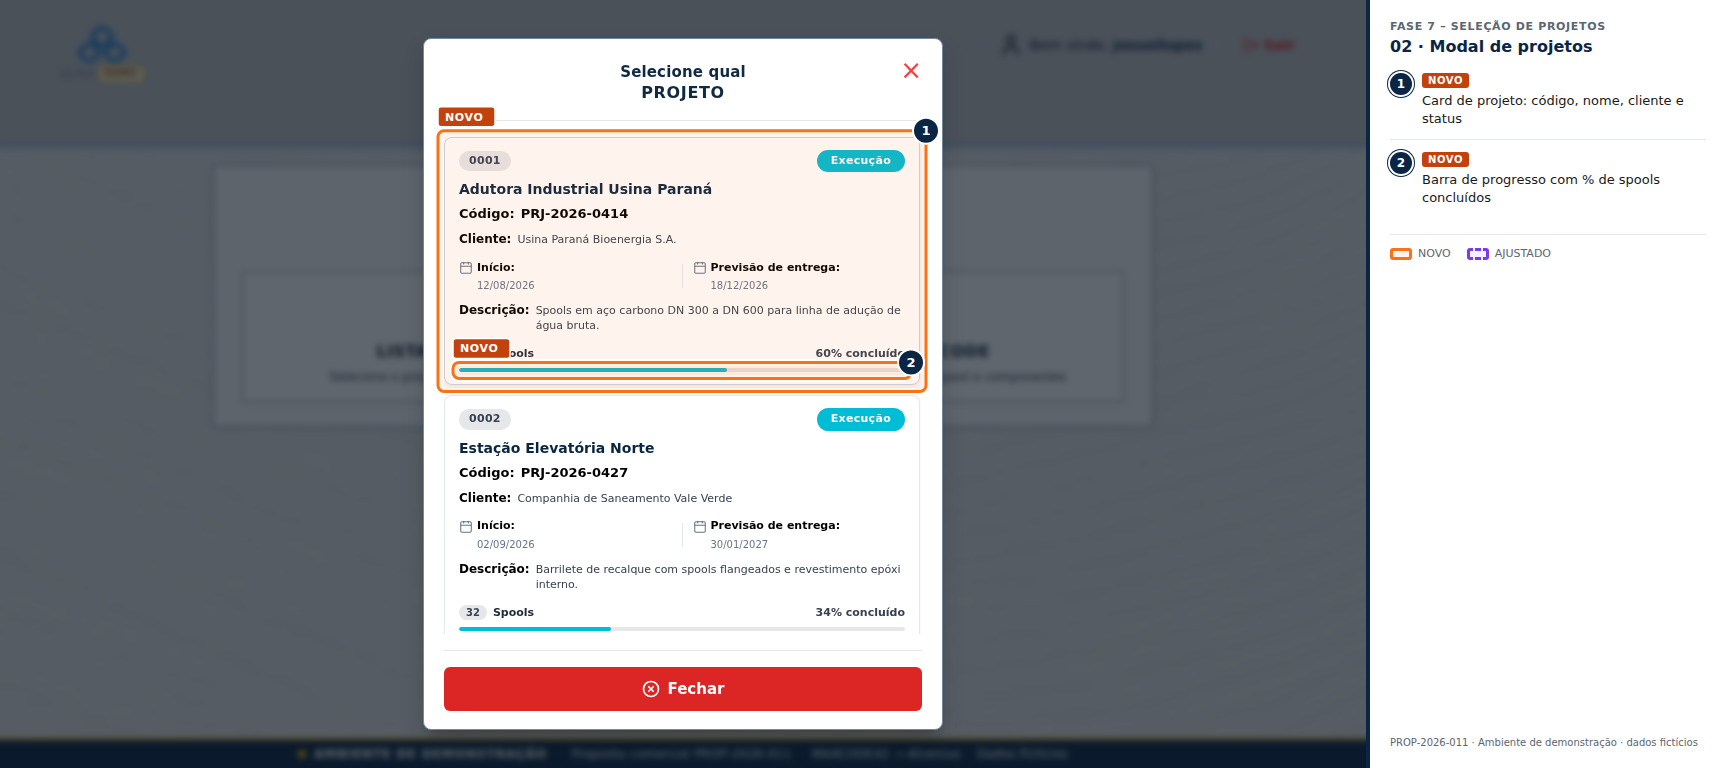 Selecione qual
PROJETO
NOVO
1
0001
Execução
Adutora Industrial Usina Paraná
Código: PRJ-2026-0414
Cliente: Usina Paraná Bioenergia S.A.
Início:
12/08/2026
Previsão de entrega:
18/12/2026
Descrição: Spools em aço carbono DN 300 a DN 600 para linha de adução de
água bruta.
NOVO
ools
60% concluído
2
0002
Execução
Estação Elevatória Norte
Código: PRJ-2026-0427
Cliente: Companhia de Saneamento Vale Verde
Início:
02/09/2026
Previsão de entrega:
30/01/2027
Descrição: Barrilete de recalque com spools flangeados e revestimento epóxi
interno.
32 Spools
34% concluído
Fechar
AMBIENTE DE DEMONSTRAÇÃO
FASE 7 – SELEÇÃO DE PROJETOS
02 · Modal de projetos
1 NOVO
Card de projeto: código, nome, cliente e
status
2 NOVO
Barra de progresso com % de spools
concluídos
NOVO
AJUSTADO
PROP-2026-011 · Ambiente de demonstração · dados fictícios